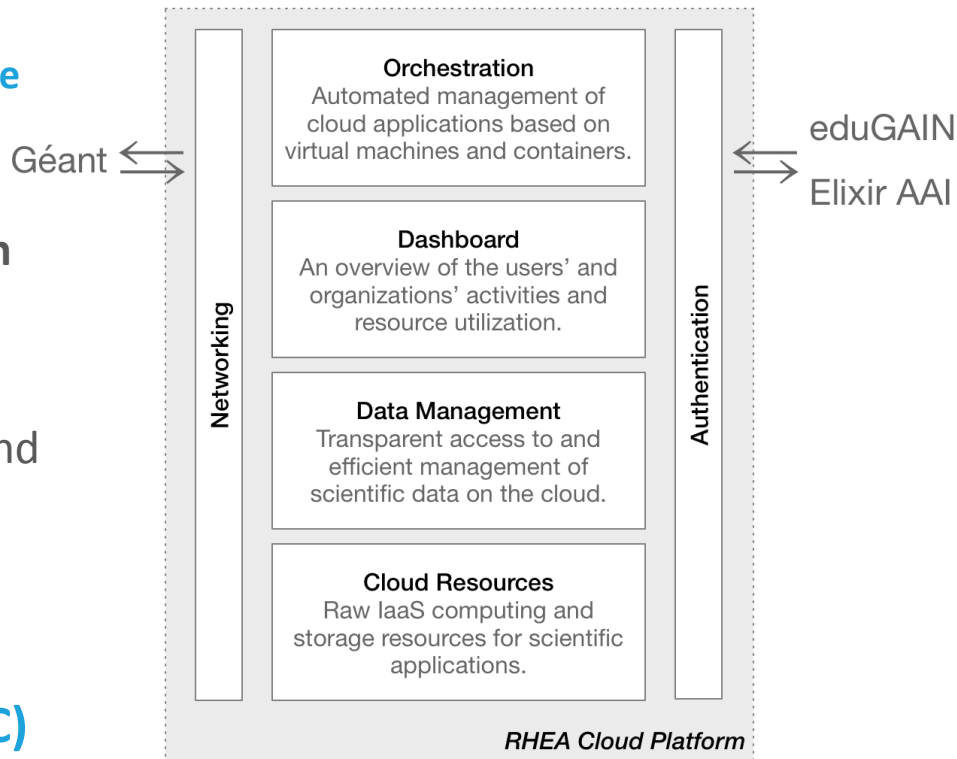 e
Géant
n
nd
C)
Networking
Orchestration
Automated management of
cloud applications based on
virtual machines and containers.
Dashboard
An overview of the users’ and
organizations’ activities and
resource utilization.
Data Management
Transparent access to and
efficient management of
scientific data on the cloud.
Cloud Resources
Raw IaaS computing and
storage resources for scientific
applications.
Authentication
eduGAIN
Elixir AAI
RHEA Cloud Platform